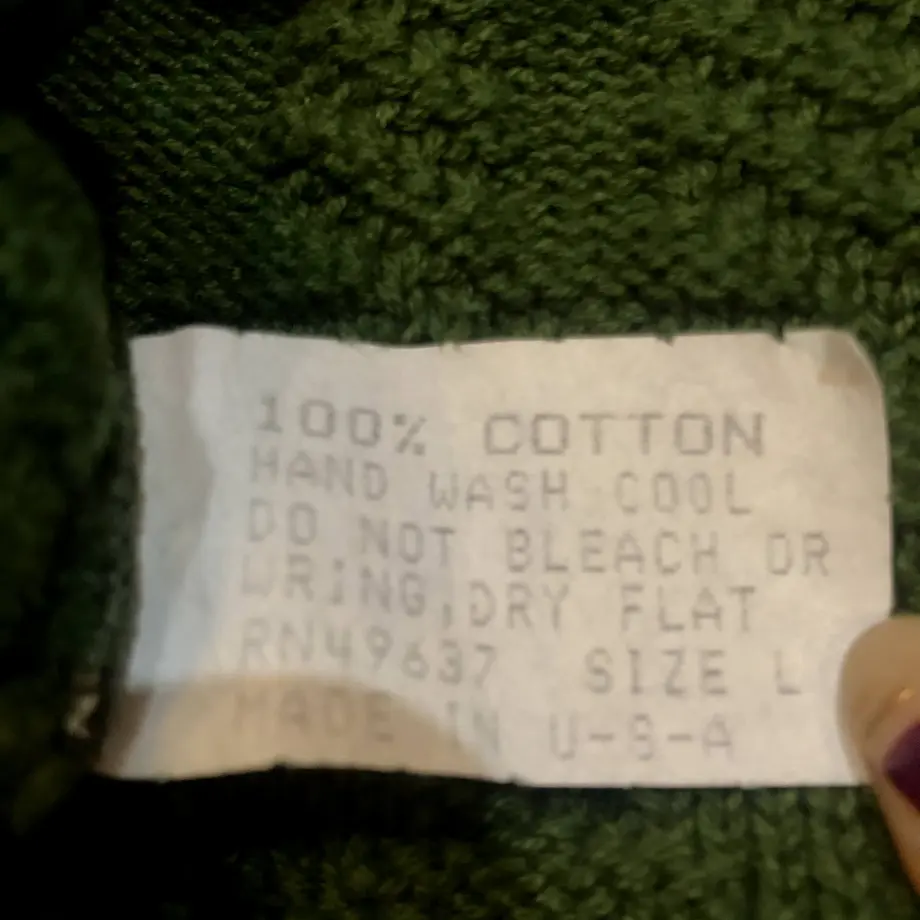 100% COTTON
HAND WASH COOL
DO NOT BLEACH OR
WRING,DRY FLAT
RN49637 SIZE L
MADE IN U-S-A